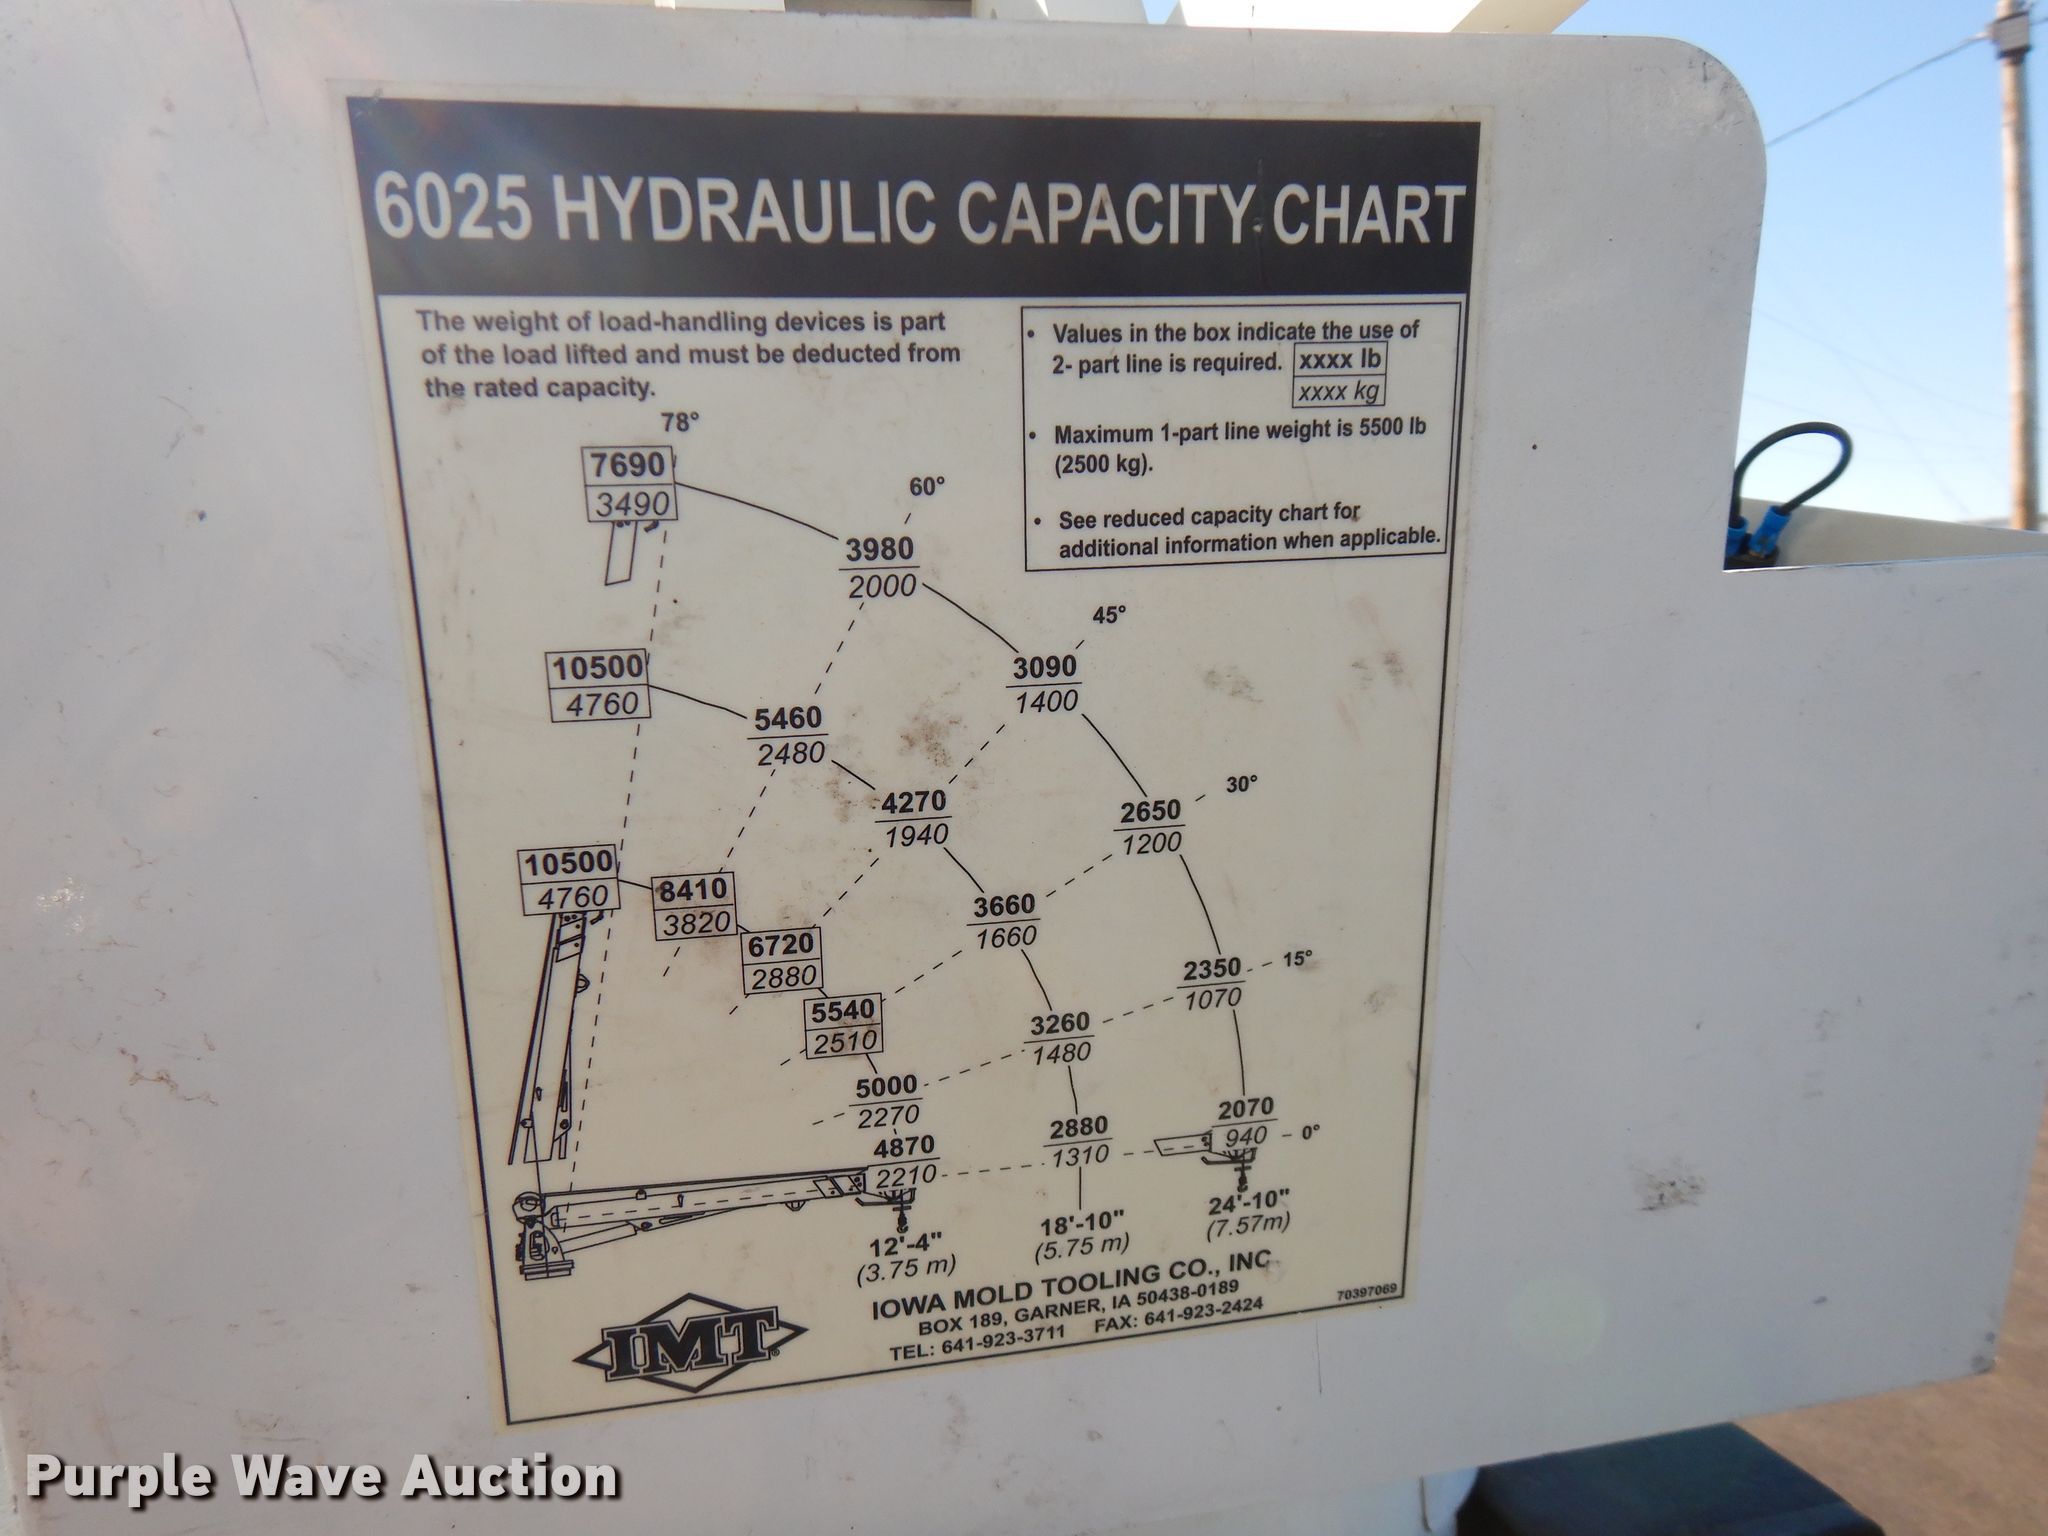 6025 HYDRAULIC CAPACITY CHART
The weight of load-handling devices is part
of the load lifted and must be deducted from
the rated capacity.
• Values in the box indicate the use of
2- part line is required. xxxx lb
xxxx kg
• Maximum 1-part line weight is 5500 lb
(2500 kg).
• See reduced capacity chart for
additional information when applicable.
78°
7690
3490
60°
3980
2000
45°
3090
1400
10500
4760
5460
2480
30°
4270
1940
2650
1200
10500
4760
8410
3820
3660
1660
6720
2880
15°
2350
1070
5540
2510
3260
1480
5000
2270
2070
940
0°
2880
1310
4870
2210
24'-10"
(7.57m)
18'-10"
(5.75 m)
12'-4"
(3.75 m)
IOWA MOLD TOOLING CO., INC
BOX 189, GARNER, IA 50438-0189
TEL: 641-923-3711 FAX: 641-923-2424
70397069
IMT®
Purple Wave Auction